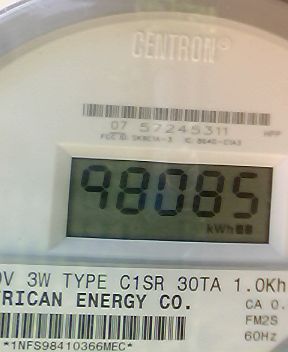 CENTRON®
07 57245311
HPP
98085
kWh
0V 3W TYPE C1SR 30TA 1.0Kh
RICAN ENERGY CO.
CA 0.
FM2S
60Hz
*1NFS98410366MEC*